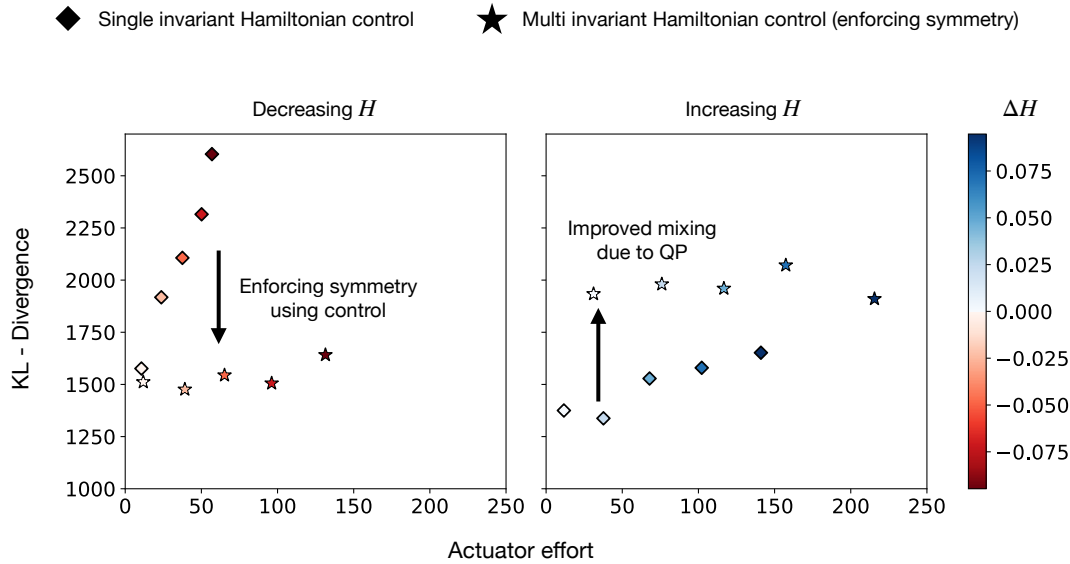 Single invariant Hamiltonian control
Multi invariant Hamiltonian control (enforcing symmetry)
Decreasing H
Increasing H
ΔH
KL - Divergence
2500
2250
2000
1750
1500
1250
1000
Enforcing symmetry
using control
0
50
100
150
200
250
Improved mixing
due to QP
0
50
100
150
200
250
0.075
0.050
0.025
0.000
−0.025
−0.050
−0.075
Actuator effort